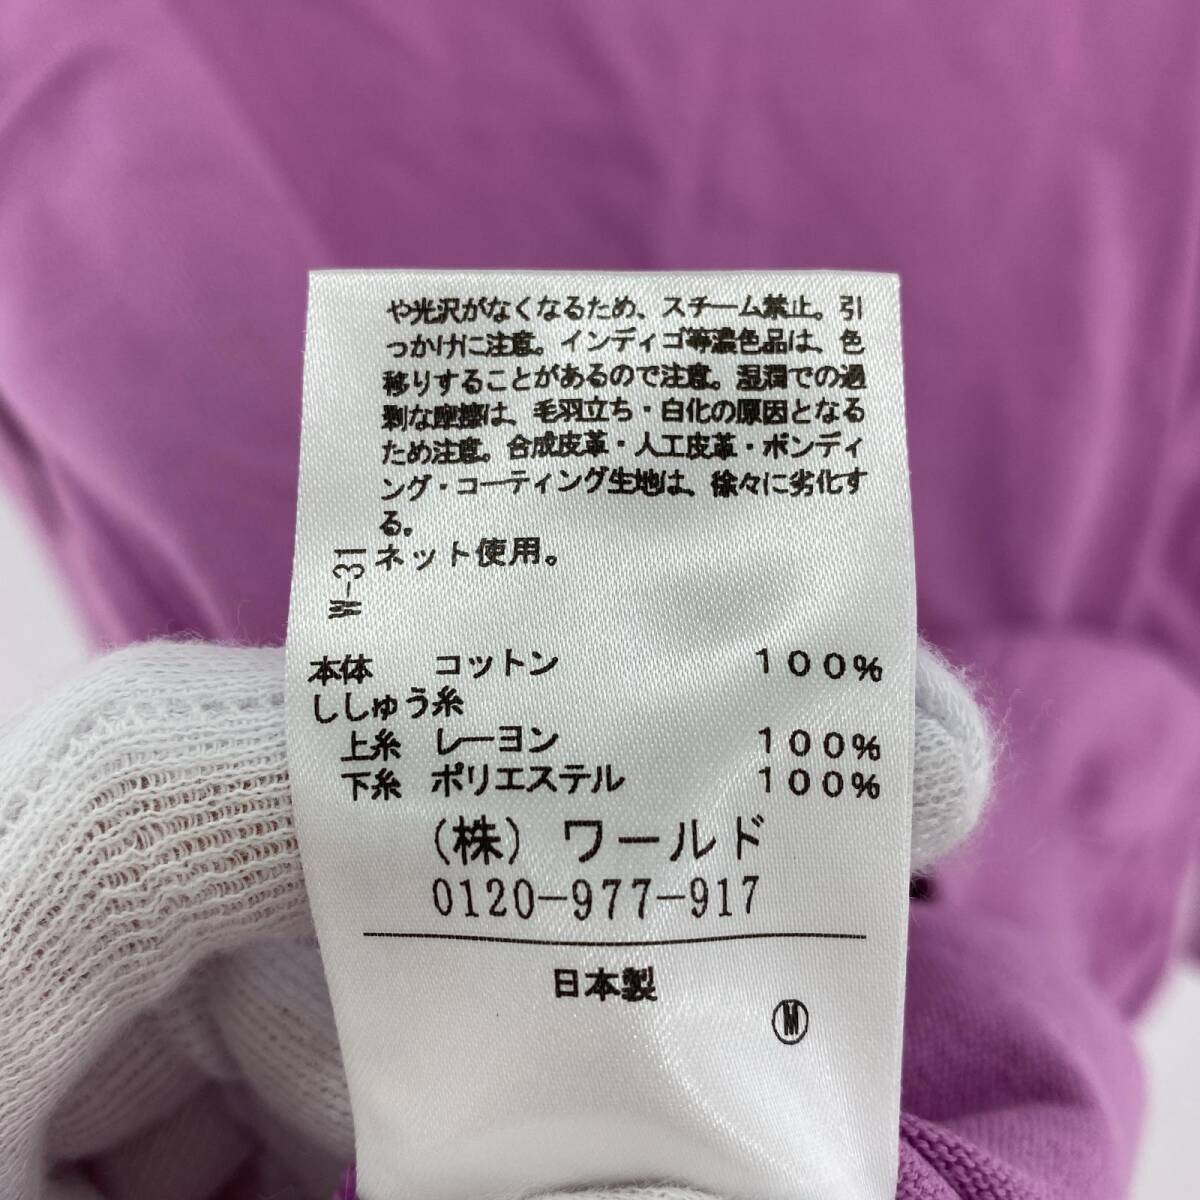 や光沢がなくなるため、スチーム禁止。引
っかけに注意。インディゴ等濃色品は、色
移りすることがあるので注意。湿潤での過
剰な摩擦は、毛羽立ち・白化の原因となる
ため注意。合成皮革・人工皮革・ボンディ
ング・コーティング生地は、徐々に劣化す
る。
ネット使用。
W-31
本体 コットン 100%
ししゅう糸
上糸 レーヨン 100%
下糸 ポリエステル 100%
(株) ワールド
0120-977-917
日本製
Ⓜ